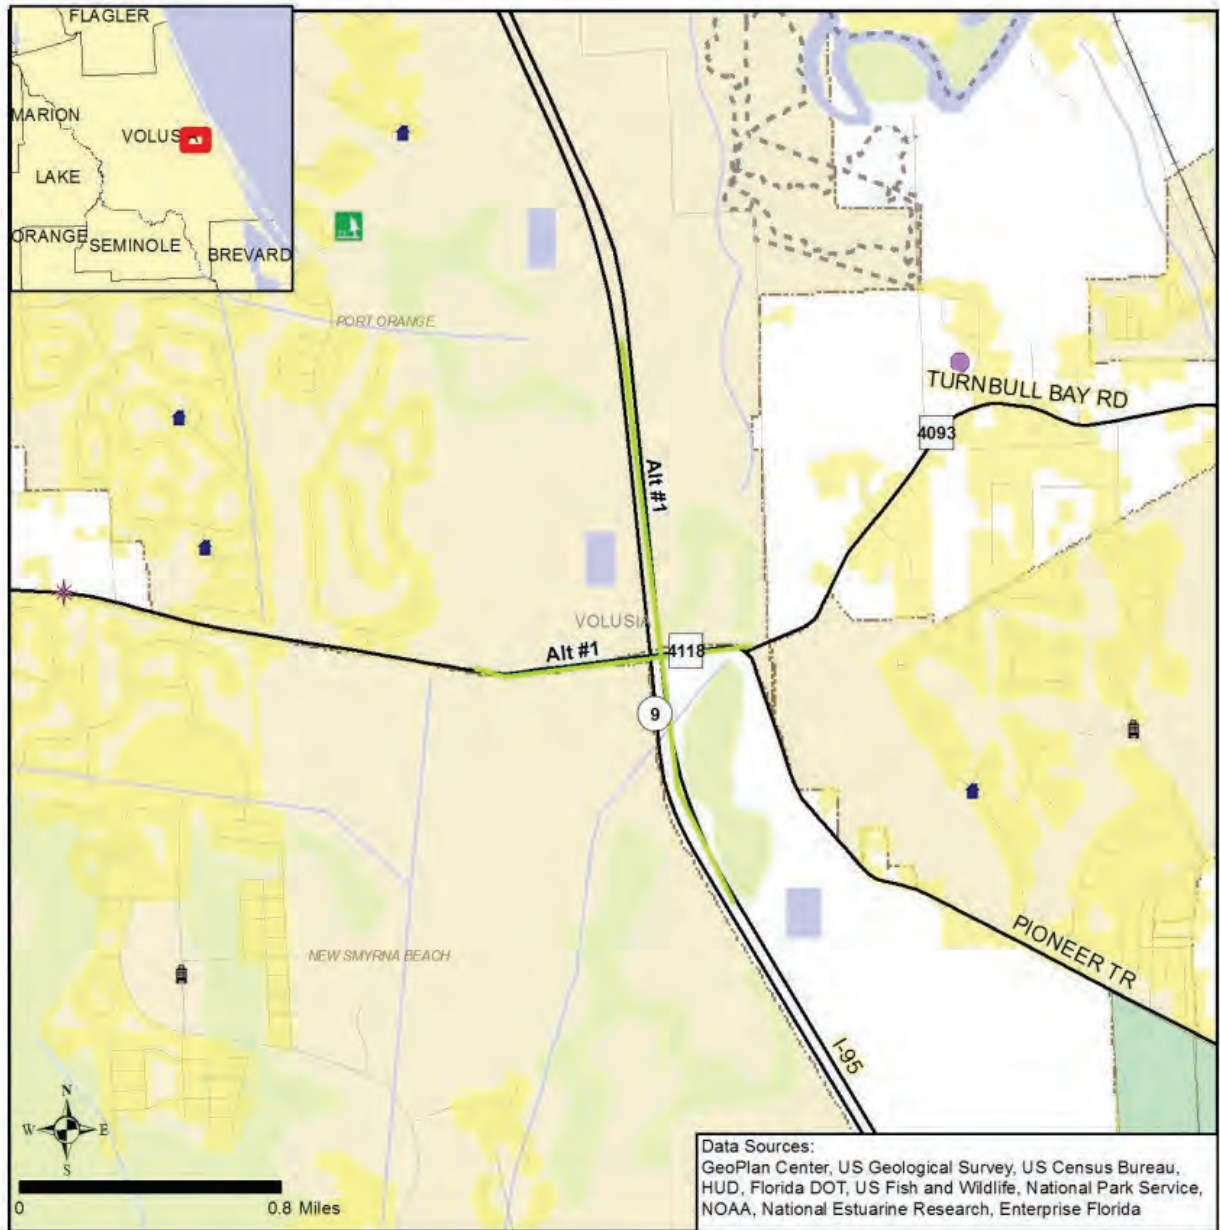 FLAGLER
MARION
VOLUSIA
LAKE
ORANGE
SEMINOLE
BREVARD
PORT ORANGE
TURNBULL BAY RD
4093
Alt #1
VOLUSIA
Alt #1
4118
9
NEW SMYRNA BEACH
PIONEER TR
I-95
N
W E
S
0 0.8 Miles
Data Sources:
GeoPlan Center, US Geological Survey, US Census Bureau,
HUD, Florida DOT, US Fish and Wildlife, National Park Service,
NOAA, National Estuarine Research, Enterprise Florida